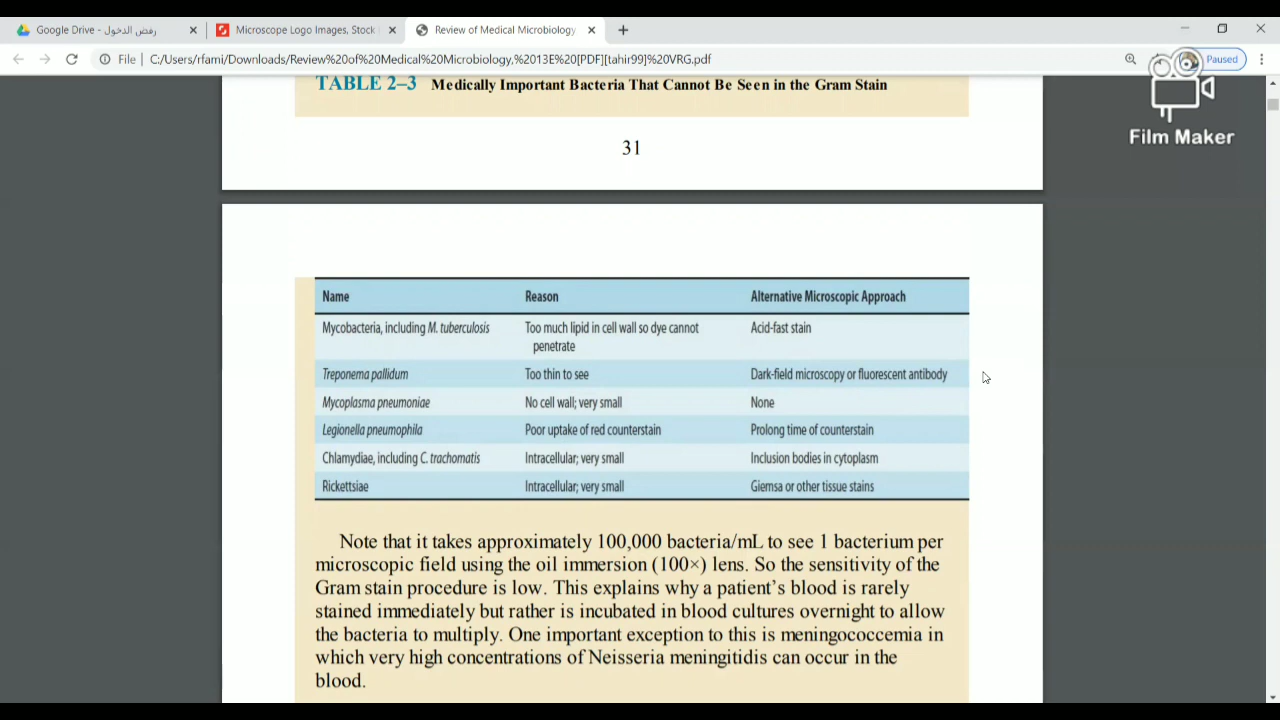 Google Drive - رفض الدخول
Microscope Logo Images, Stock
Review of Medical Microbiology
File
C:/Users/rfami/Downloads/Review%20of%20Medical%20Microbiology,%2013E%20[PDF][tahir99]%20VRG.pdf
Paused
Film Maker
TABLE 2–3 Medically Important Bacteria That Cannot Be Seen in the Gram Stain
31
Name Reason Alternative Microscopic Approach
Mycobacteria, including M. tuberculosis Too much lipid in cell wall so dye cannot Acid-fast stain
penetrate
Treponema pallidum Too thin to see Dark-field microscopy or fluorescent antibody
Mycoplasma pneumoniae No cell wall; very small None
Legionella pneumophila Poor uptake of red counterstain Prolong time of counterstain
Chlamydiae, including C. trachomatis Intracellular; very small Inclusion bodies in cytoplasm
Rickettsiae Intracellular; very small Giemsa or other tissue stains
Note that it takes approximately 100,000 bacteria/mL to see 1 bacterium per
microscopic field using the oil immersion (100×) lens. So the sensitivity of the
Gram stain procedure is low. This explains why a patient’s blood is rarely
stained immediately but rather is incubated in blood cultures overnight to allow
the bacteria to multiply. One important exception to this is meningococcemia in
which very high concentrations of Neisseria meningitidis can occur in the
blood.